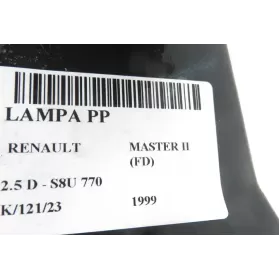 LAMPA PP
RENAULT MASTER II
(FD)
2.5 D - S8U 770
K/121/23 1999